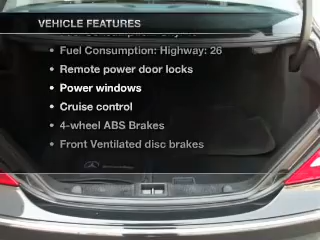 VEHICLE FEATURES
• Fuel Consumption: Highway: 26
• Remote power door locks
• Power windows
• Cruise control
• 4-wheel ABS Brakes
• Front Ventilated disc brakes